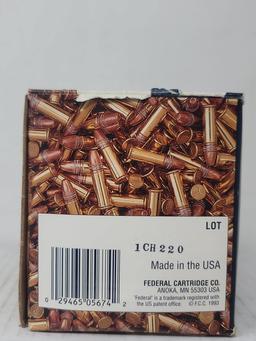 LOT
1CH220
Made in the USA
FEDERAL CARTRIDGE CO.
ANOKA, MN 55303 USA
'Federal' is a trademark registered with
the US patent office © F.C.C. 1993
0 29465 05674 2